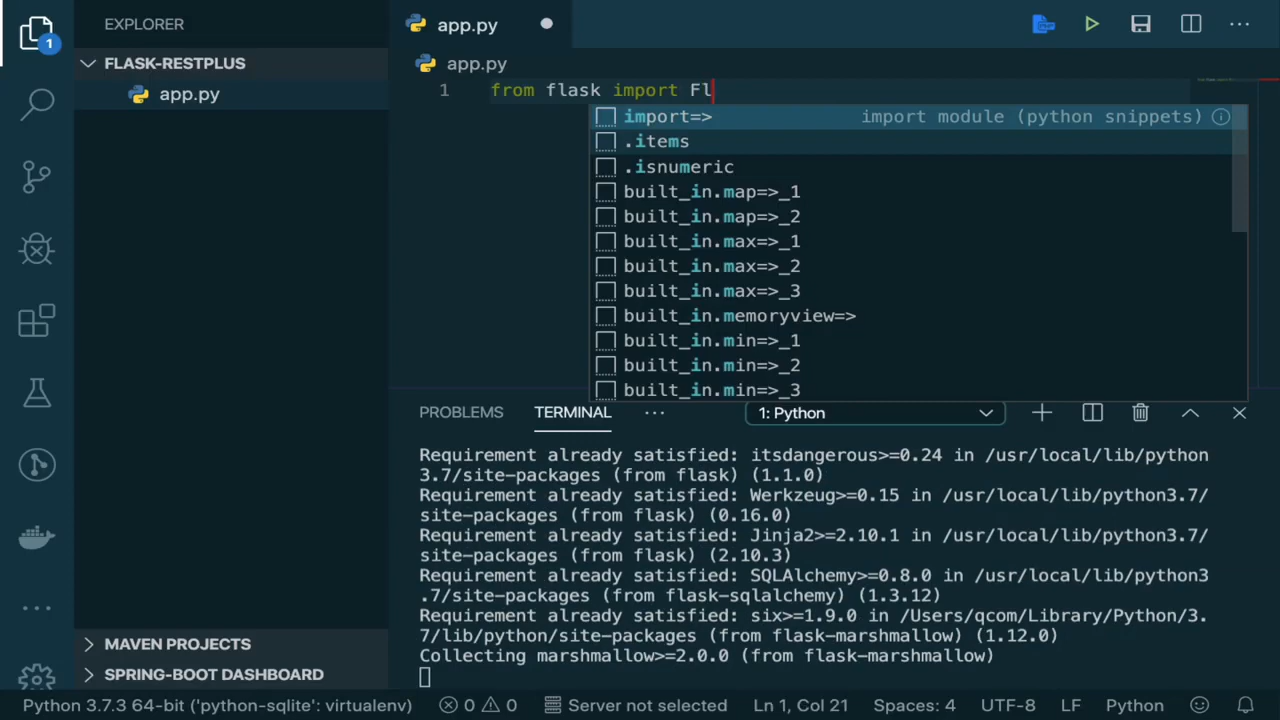 EXPLORER
app.py
1
FLASK-RESTPLUS
app.py
app.py
1 from flask import Fl
import=> import module (python snippets)
.items
.isnumeric
built_in.map=>_1
built_in.map=>_2
built_in.max=>_1
built_in.max=>_2
built_in.max=>_3
built_in.memoryview=>
built_in.min=>_1
built_in.min=>_2
built_in.min=>_3
PROBLEMS TERMINAL ... 1: Python
Requirement already satisfied: itsdangerous>=0.24 in /usr/local/lib/python
3.7/site-packages (from flask) (1.1.0)
Requirement already satisfied: Werkzeug>=0.15 in /usr/local/lib/python3.7/
site-packages (from flask) (0.16.0)
Requirement already satisfied: Jinja2>=2.10.1 in /usr/local/lib/python3.7/
site-packages (from flask) (2.10.3)
Requirement already satisfied: SQLAlchemy>=0.8.0 in /usr/local/lib/python3
.7/site-packages (from flask-sqlalchemy) (1.3.12)
Requirement already satisfied: six>=1.9.0 in /Users/qcom/Library/Python/3.
7/lib/python/site-packages (from flask-marshmallow) (1.12.0)
Collecting marshmallow>=2.0.0 (from flask-marshmallow)
MAVEN PROJECTS
SPRING-BOOT DASHBOARD
Python 3.7.3 64-bit ('python-sqlite': virtualenv) 0 0 Server not selected Ln 1, Col 21 Spaces: 4 UTF-8 LF Python